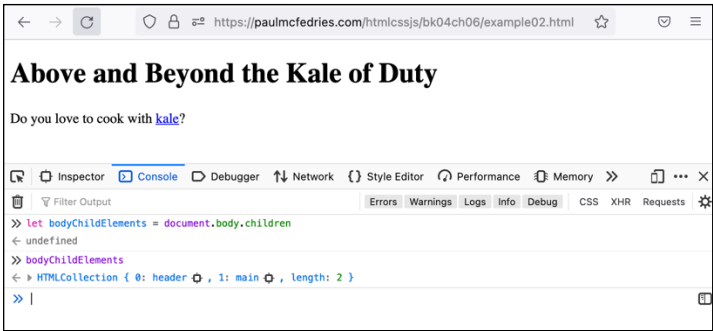 https://paulmcfedries.com/htmlcssjs/bk04ch06/example02.html
Above and Beyond the Kale of Duty
Do you love to cook with kale?
Inspector Console Debugger Network {} Style Editor Performance Memory
Filter Output Errors Warnings Logs Info Debug CSS XHR Requests
let bodyChildElements = document.body.children
undefined
bodyChildElements
HTMLCollection { 0: header , 1: main , length: 2 }